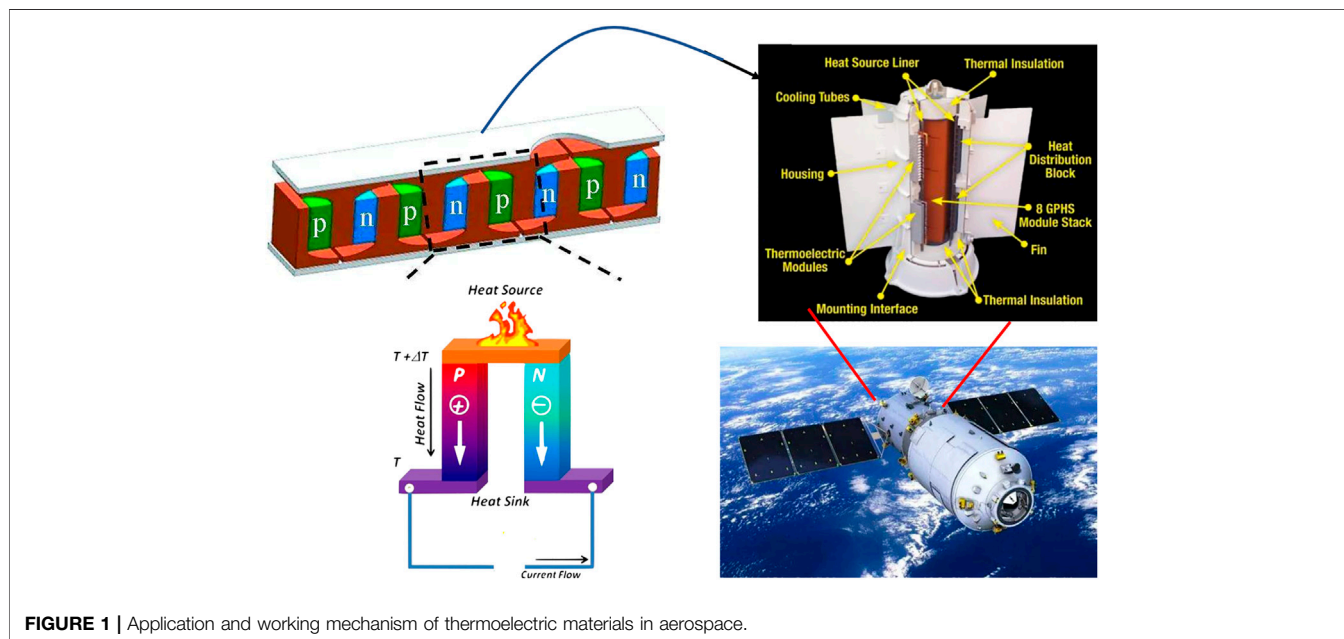 p n p n p n p n
Heat Source
T +ΔT
P
N
Heat Flow
T
Heat Sink
Current Flow
Heat Source Liner
Thermal Insulation
Cooling Tubes
Housing
Heat
Distribution
Block
8 GPHS
Module Stack
Fin
Thermoelectric
Modules
Mounting Interface
Thermal Insulation
FIGURE 1 | Application and working mechanism of thermoelectric materials in aerospace.